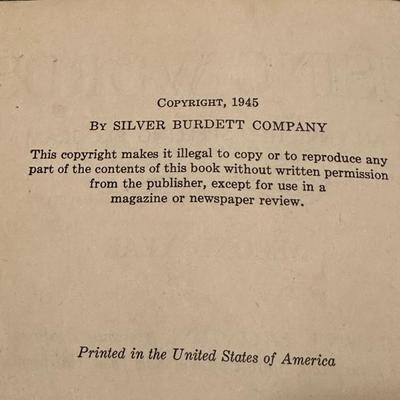 Copyright, 1945
By SILVER BURDETT COMPANY
This copyright makes it illegal to copy or to reproduce any
part of the contents of this book without written permission
from the publisher, except for use in a
magazine or newspaper review.
Printed in the United States of America